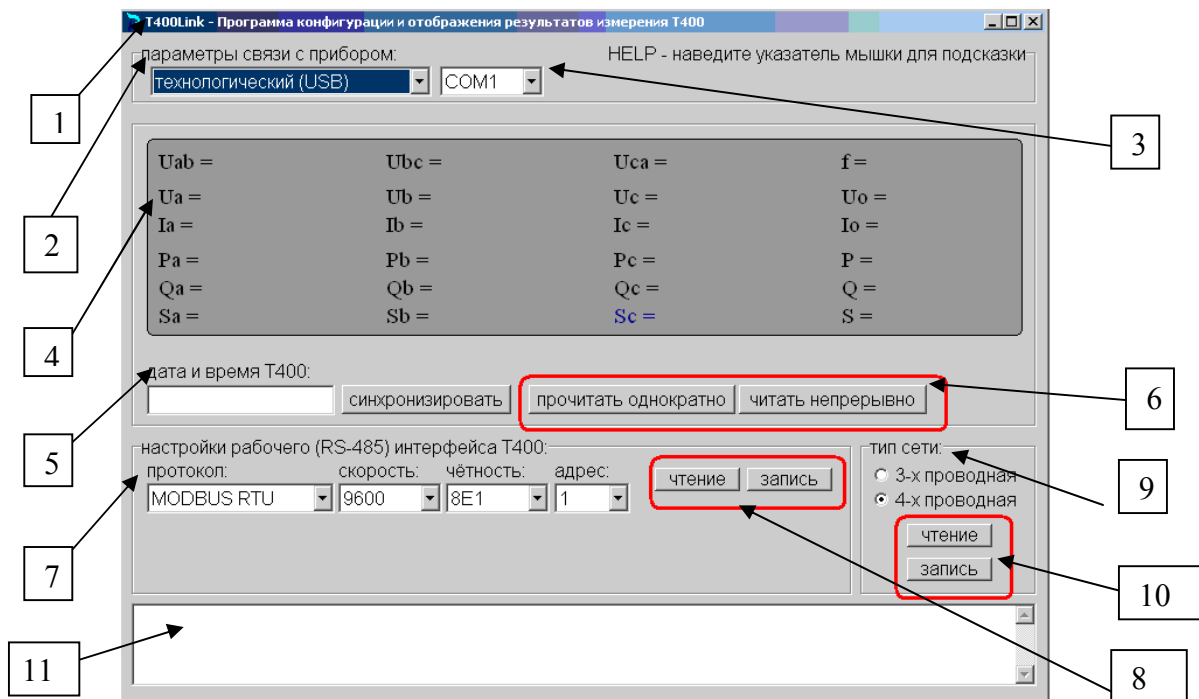 T400Link - Программа конфигурации и отображения результатов измерения T400
параметры связи с прибором:
HELP - наведите указатель мышки для подсказки
технологический (USB)
COM1
1
3
Uab =
Ubc =
Uca =
f =
Ua =
Ub =
Uc =
Uo =
2
Ia =
Ib =
Ic =
Io =
Pa =
Pb =
Pc =
P =
Qa =
Qb =
Qc =
Q =
Sa =
Sb =
Sc =
S =
4
дата и время T400:
синхронизировать
прочитать однократно
читать непрерывно
6
5
настройки рабочего (RS-485) интерфейса T400:
тип сети:
протокол:
скорость:
чётность:
адрес:
MODBUS RTU
9600
8E1
1
чтение
запись
3-х проводная
4-х проводная
9
7
чтение
запись
10
11
8